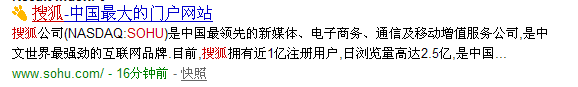 搜狐-中国最大的门户网站
搜狐公司(NASDAQ:SOHU)是中国最领先的新媒体、电子商务、通信及移动增值服务公司,是中
文世界最强劲的互联网品牌.目前,搜狐拥有近1亿注册用户,日浏览量高达2.5亿,是中国...
www.sohu.com/ - 16分钟前 - 快照